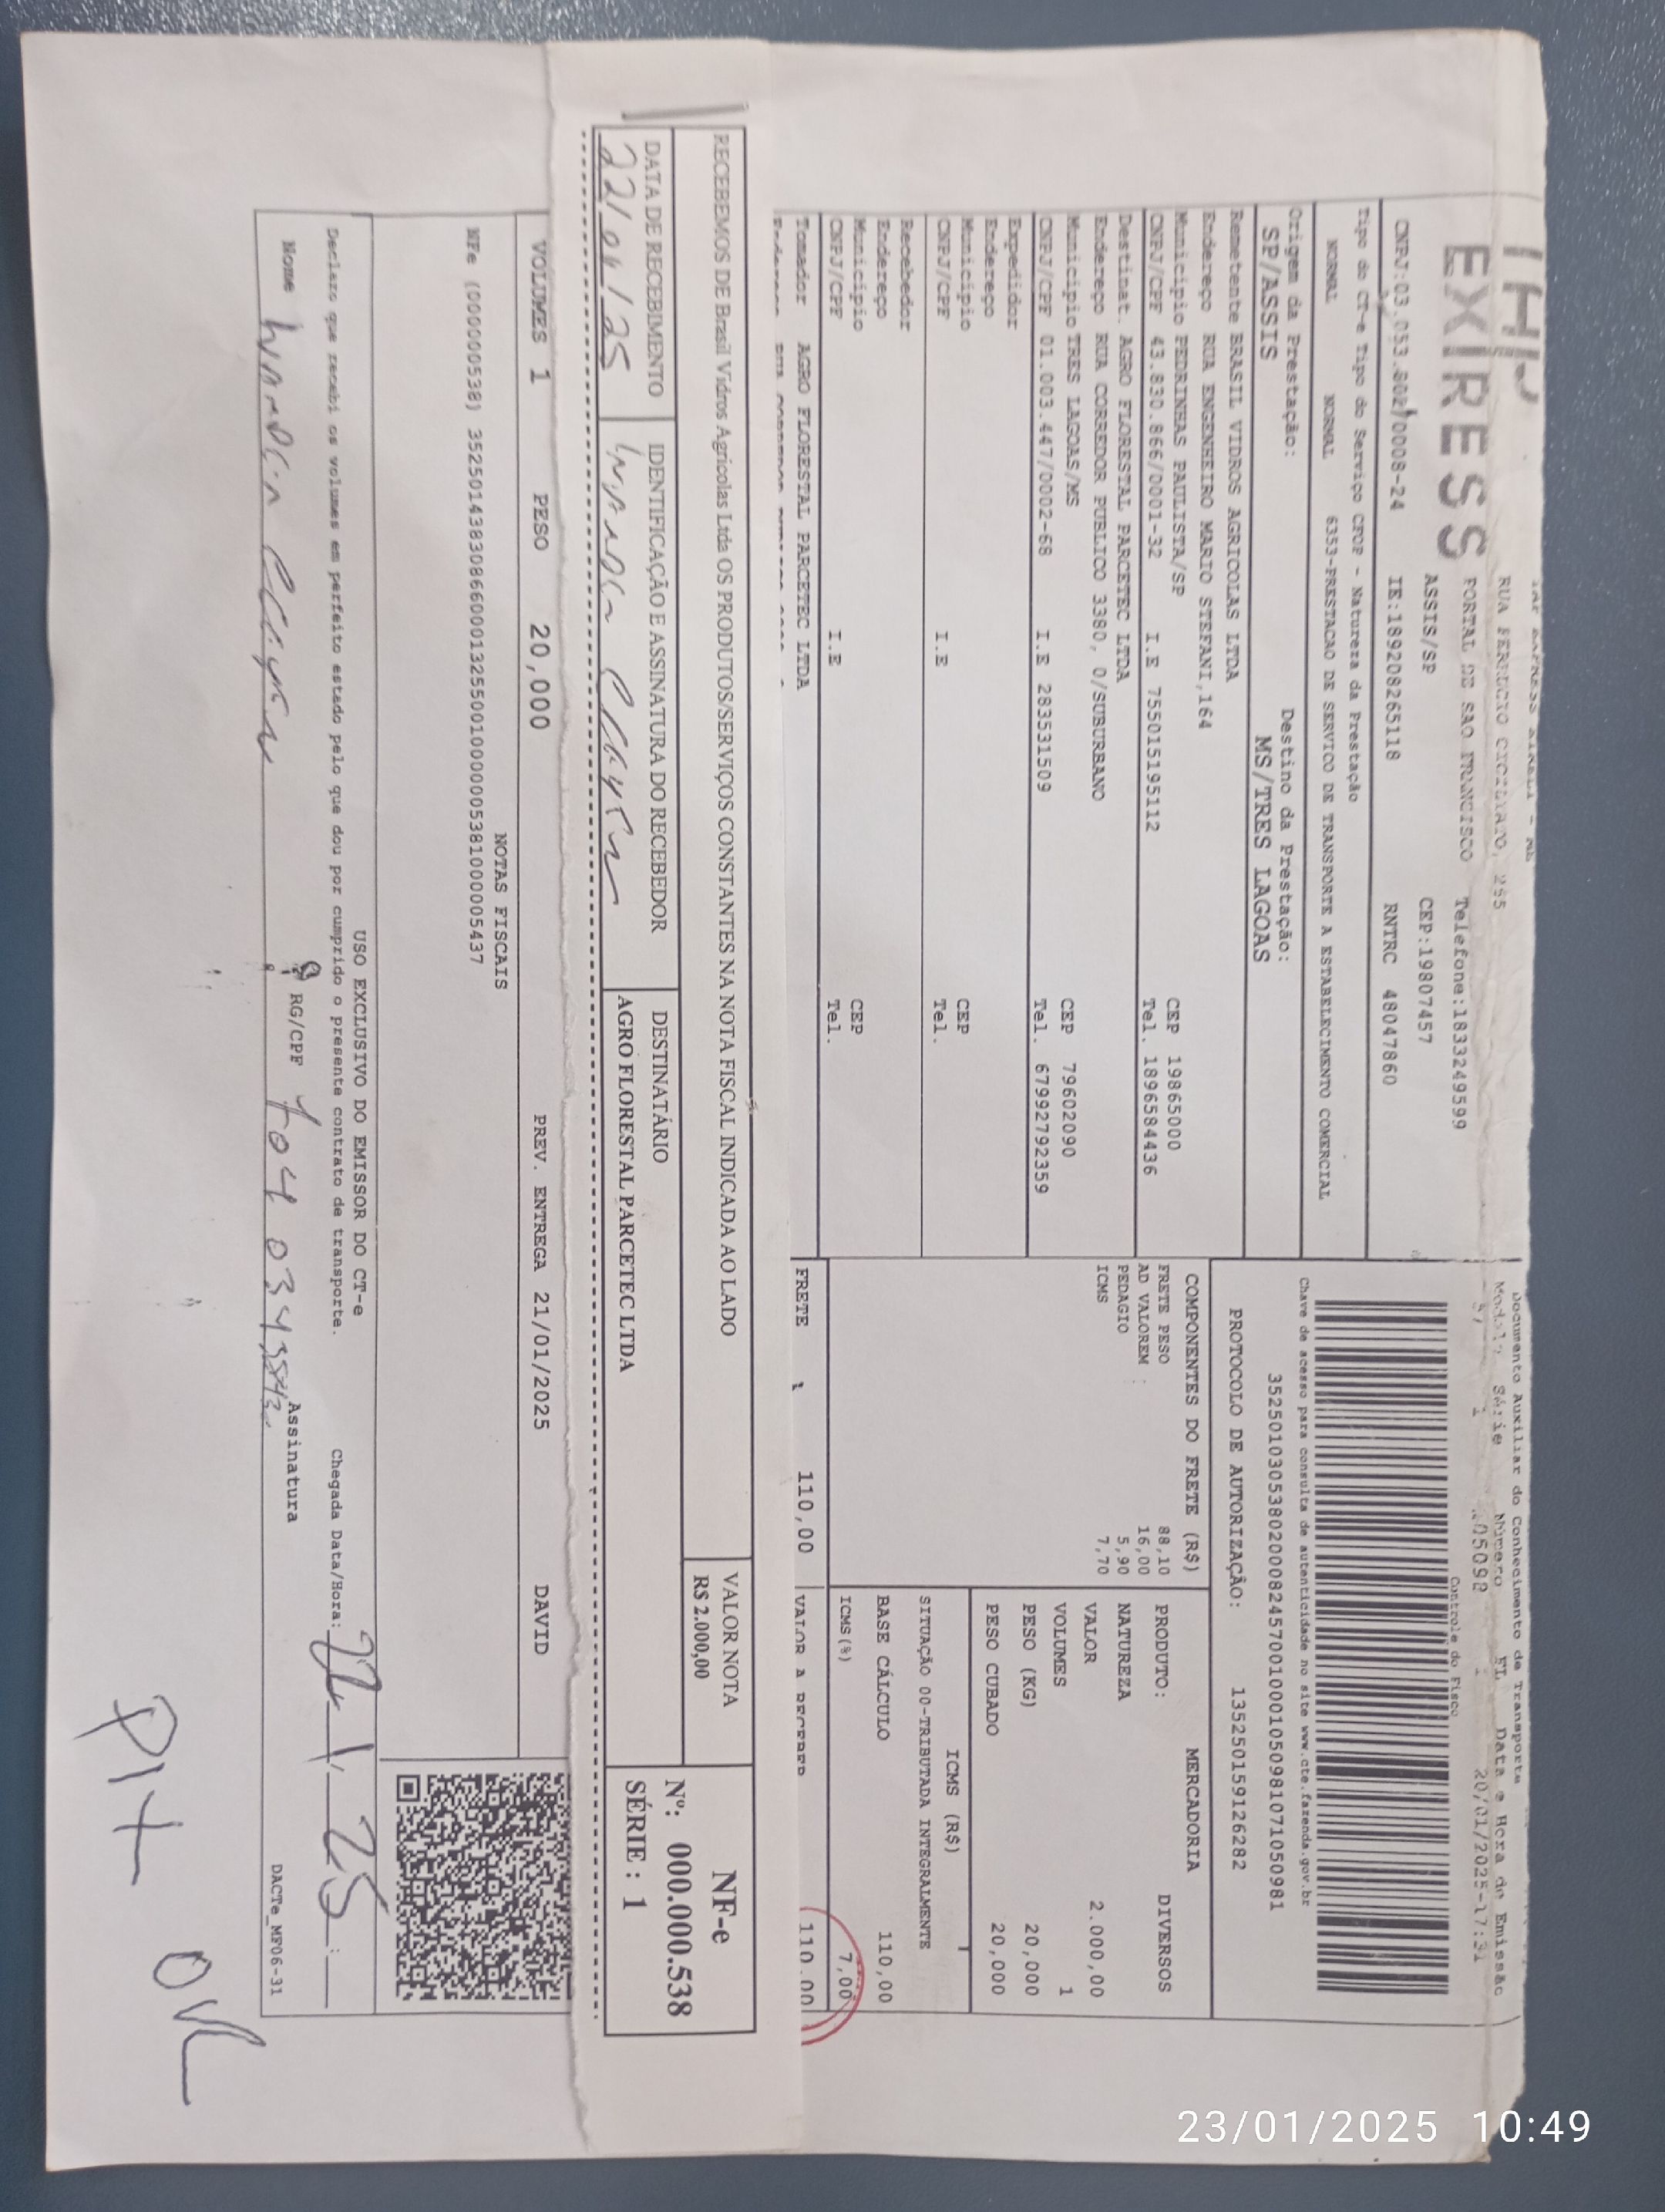 EXPRESS
RUA
PORTAL DE SAO FRANCISCO Telefone:1833249599
ASSIS/SP CEP:19807457
IE:189208265118 RNTRC 48047860
Tipo do CT-e Tipo do Serviço CFOP - Natureza da Prestação
NORMAL NORMAL 6353-PRESTACAO DE SERVICO DE TRANSPORTE A ESTABELECIMENTO COMERCIAL
Origem da Prestação: Destino da Prestação:
SP/ASSIS MS/TRES LAGOAS
Remetente BRASIL VIDROS AGRICOLAS LTDA
Endereço RUA ENGENHEIRO MARIO STEFANI,164
Município PEDRINHAS PAULISTA/SP CEP 19865000
CNPJ/CPF 43.830.866/0001-32 I.E 755015195112 Tel. 18965844436
Destinat. AGRO FLORESTAL PARCETEC LTDA
Endereço RUA CORREDOR PUBLICO 3380, 0/SUBURBANO
Município TRES LAGOAS/MS CEP 79602090
CNPJ/CPF 01.003.447/0002-68 I.E 283531509 Tel. 67992792359
Expedidor
Endereço
Município CEP
CNPJ/CPF I.E Tel.
Recebedor
Endereço
Município CEP
CNPJ/CPF I.E Tel.
Tomador AGRO FLORESTAL PARCETEC LTDA
Documento Auxiliar do Conhecimento de Transporte
Série Número FL Data e Hora de Emissão
1 20/01/2025-17:31
Controle do Fisco
Chave de acesso para consulta de autenticidade no site www.cte.fazenda.gov.br
35250103053802000824570010001050981071050981
PROTOCOLO DE AUTORIZAÇÃO: 135250159126282
COMPONENTES DO FRETE (R$)
FRETE PESO 88,10
AD VALOREM : 16,00
PEDAGIO 5,90
ICMS 7,70
MERCADORIA
PRODUTO: DIVERSOS
NATUREZA
VALOR 2.000,00
VOLUMES 1
PESO (KG) 20,000
PESO CUBADO 20,000
ICMS (R$)
SITUAÇÃO 00-TRIBUTADA INTEGRALMENTE
BASE CÁLCULO 110,00
ICMS(%) 7,00
FRETE 110,00 VALOR A RECEBER 110,00
RECEBEMOS DE Brasil Vidros Agricolas Ltda OS PRODUTOS/SERVIÇOS CONSTANTES NA NOTA FISCAL INDICADA AO LADO
VALOR NOTA
R$ 2.000,00
NF-e
Nº: 000.000.538
SÉRIE : 1
DATA DE RECEBIMENTO IDENTIFICAÇÃO E ASSINATURA DO RECEBEDOR DESTINATÁRIO
22/01/25 AGRO FLORESTAL PARCETEC LTDA
VOLUMES 1 PESO 20,000 PREV. ENTREGA 21/01/2025 DAVID
NOTAS FISCAIS
NFe (00000538) 35250143830866000132550010000005381000005437
USO EXCLUSIVO DO EMISSOR DO CT-e
Declaro que recebi os volumes em perfeito estado pelo que dou por cumprido o presente contrato de transporte. Chegada Data/Hora: 22 1 25
Nome RG/CPF Assinatura
DACTe_MF06-31
PIX OK
23/01/2025 10:49